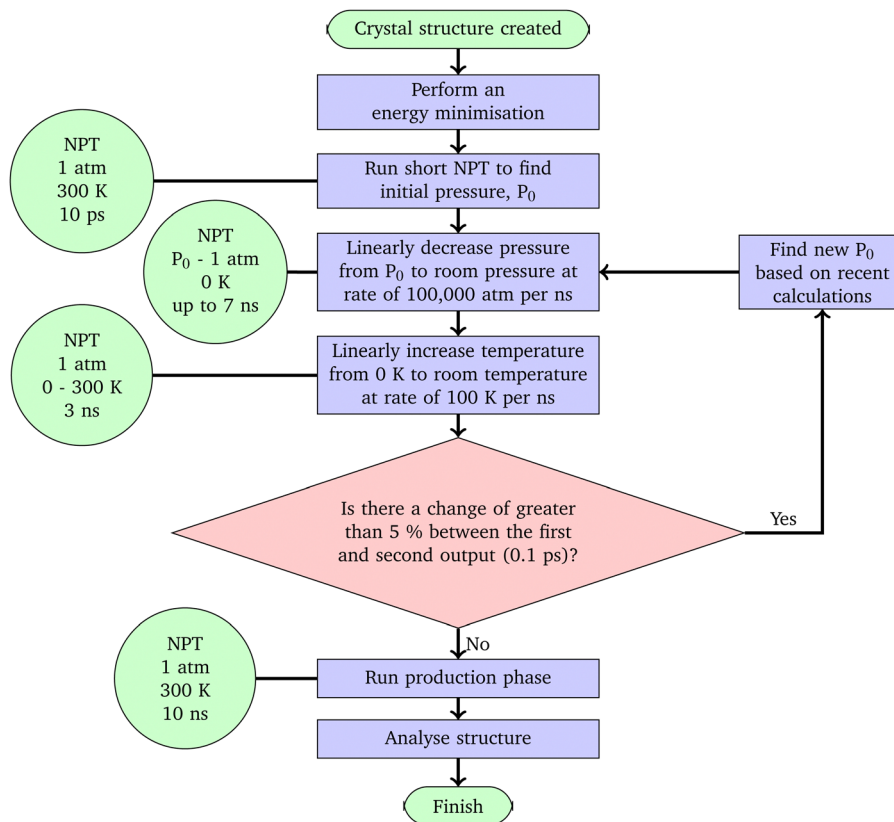 Crystal structure created
Perform an
energy minimisation
NPT
1 atm
300 K
10 ps
Run short NPT to find
initial pressure, P₀
NPT
P₀ - 1 atm
0 K
up to 7 ns
Linearly decrease pressure
from P₀ to room pressure at
rate of 100,000 atm per ns
Find new P₀
based on recent
calculations
NPT
1 atm
0 - 300 K
3 ns
Linearly increase temperature
from 0 K to room temperature
at rate of 100 K per ns
Is there a change of greater
than 5 % between the first
and second output (0.1 ps)?
Yes
No
NPT
1 atm
300 K
10 ns
Run production phase
Analyse structure
Finish